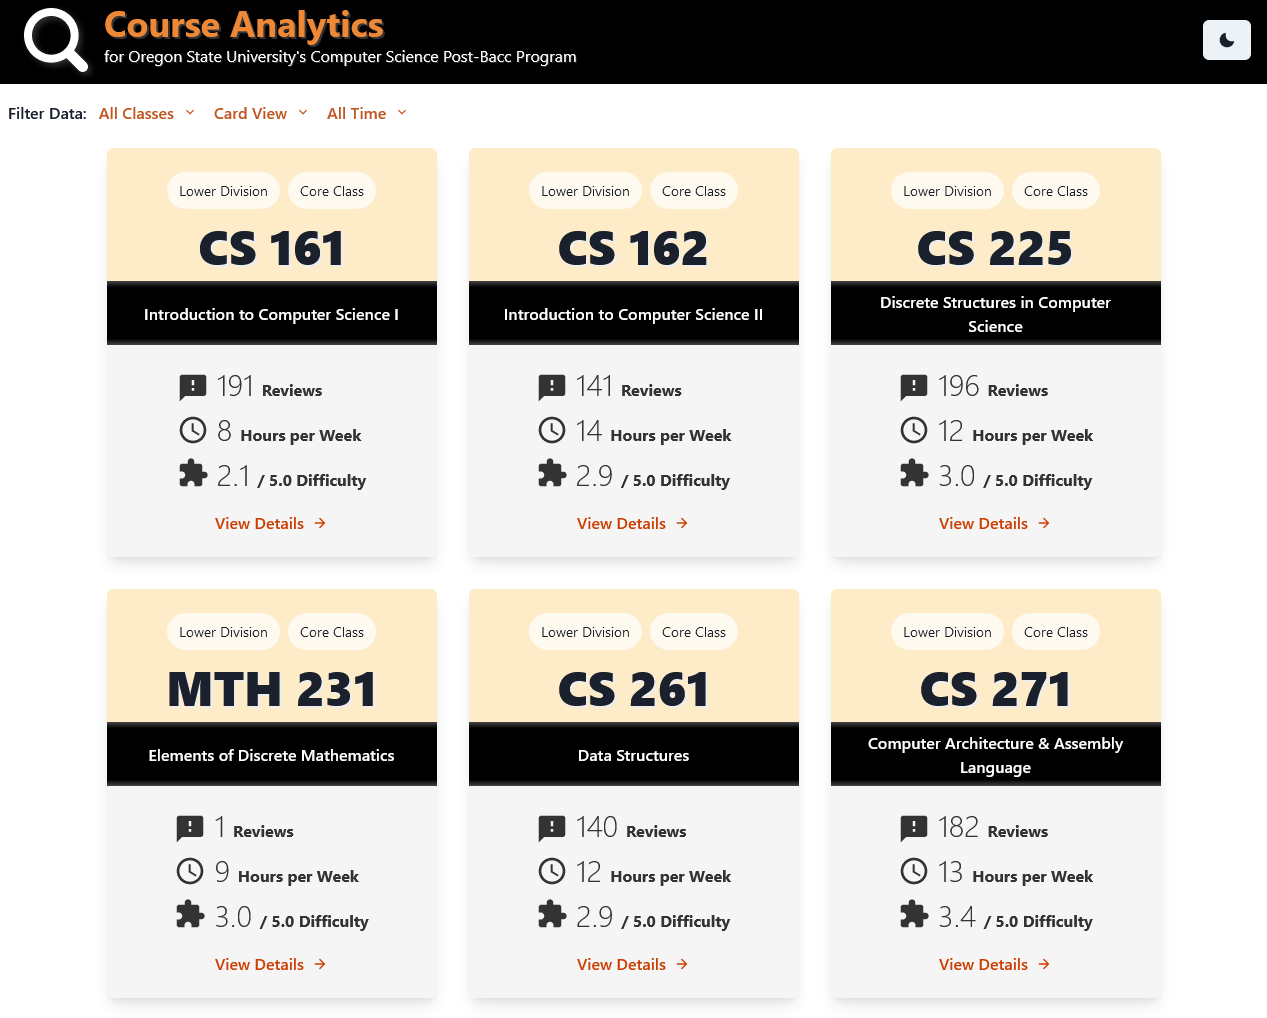 Course Analytics
for Oregon State University's Computer Science Post-Bacc Program
Filter Data: All Classes Card View All Time
Lower Division Core Class
CS 161
Introduction to Computer Science I
191 Reviews
8 Hours per Week
2.1 / 5.0 Difficulty
View Details
Lower Division Core Class
CS 162
Introduction to Computer Science II
141 Reviews
14 Hours per Week
2.9 / 5.0 Difficulty
View Details
Lower Division Core Class
CS 225
Discrete Structures in Computer
Science
196 Reviews
12 Hours per Week
3.0 / 5.0 Difficulty
View Details
Lower Division Core Class
MTH 231
Elements of Discrete Mathematics
1 Reviews
9 Hours per Week
3.0 / 5.0 Difficulty
View Details
Lower Division Core Class
CS 261
Data Structures
140 Reviews
12 Hours per Week
2.9 / 5.0 Difficulty
View Details
Lower Division Core Class
CS 271
Computer Architecture & Assembly
Language
182 Reviews
13 Hours per Week
3.4 / 5.0 Difficulty
View Details